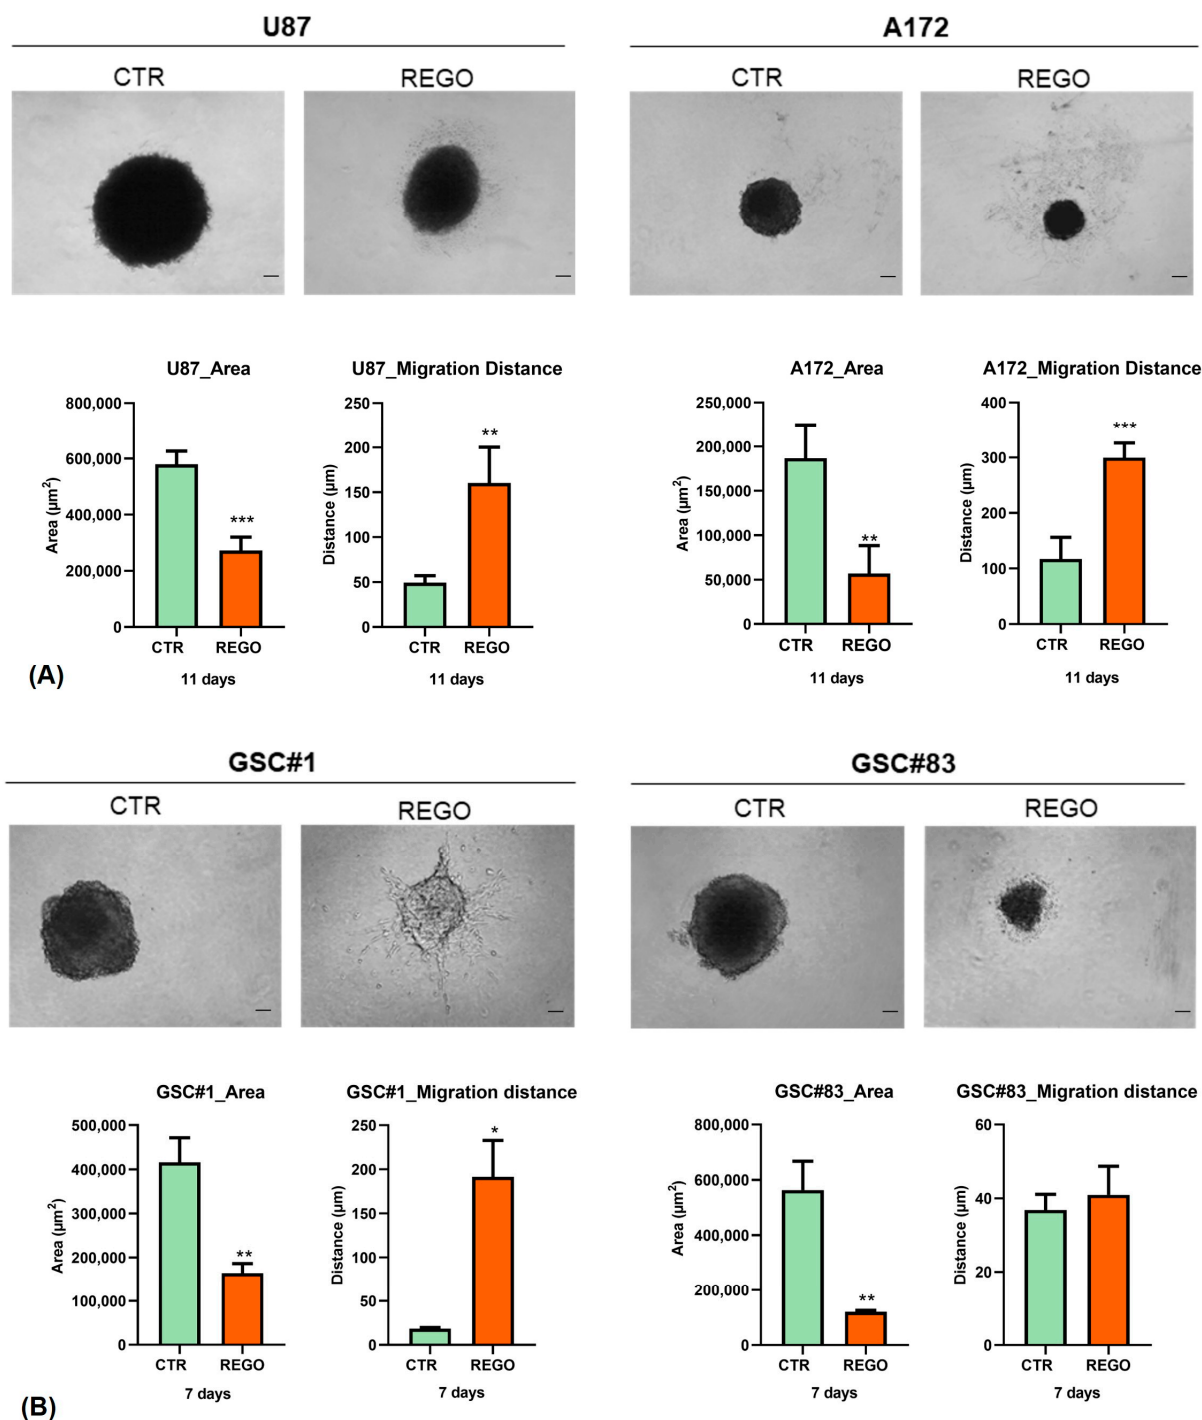 U87 A172
CTR REGO CTR REGO
U87_Area U87_Migration Distance A172_Area A172_Migration Distance
Area (µm2)
800,000
600,000
400,000
200,000
0
***
CTR REGO
11 days
Distance (µm)
250
200
150
100
50
0
**
CTR REGO
11 days
Area (µm2)
250,000
200,000
150,000
100,000
50,000
0
**
CTR REGO
11 days
Distance (µm)
400
300
200
100
0
***
CTR REGO
11 days
(A)
GSC#1 GSC#83
CTR REGO CTR REGO
GSC#1_Area GSC#1_Migration distance GSC#83_Area GSC#83_Migration distance
Area (µm2)
500,000
400,000
300,000
200,000
100,000
0
**
CTR REGO
7 days
Distance (µm)
250
200
150
100
50
0
*
CTR REGO
7 days
Area (µm2)
800,000
600,000
400,000
200,000
0
**
CTR REGO
7 days
Distance (µm)
60
40
20
0
CTR REGO
7 days
(B)